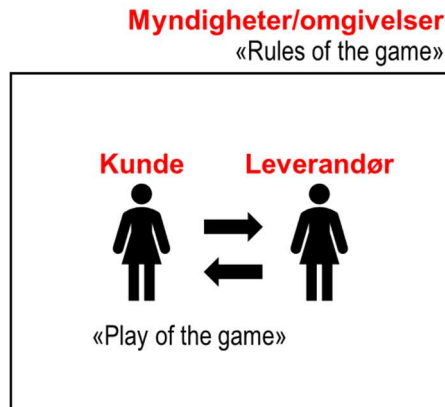 Myndigheter/omgivelser
«Rules of the game»
Kunde Leverandør
«Play of the game»